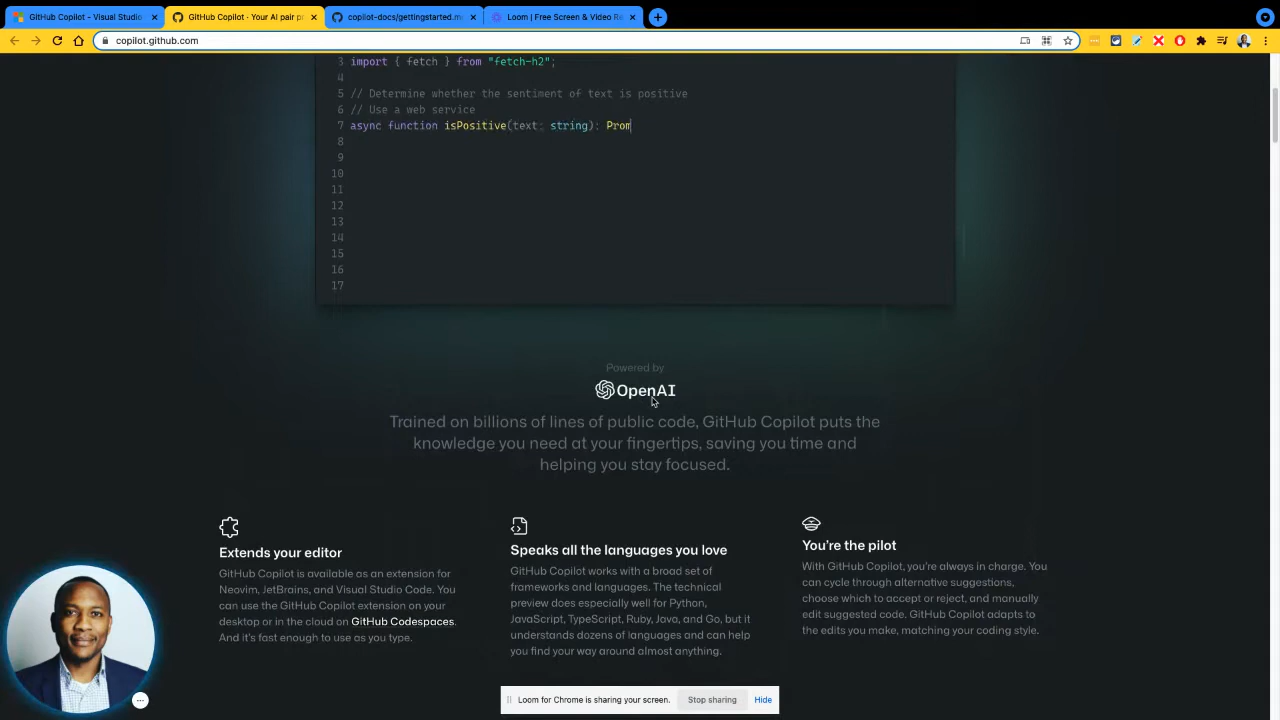 GitHub Copilot - Visual Studio
GitHub Copilot · Your AI pair pr
copilot-docs/gettingstarted.m
Loom | Free Screen & Video Re
copilot.github.com
3 import { fetch } from "fetch-h2";
4
5 // Determine whether the sentiment of text is positive
6 // Use a web service
7 async function isPositive(text: string): Prom
8
9
10
11
12
13
14
15
16
17
Powered by
OpenAI
Trained on billions of lines of public code, GitHub Copilot puts the
knowledge you need at your fingertips, saving you time and
helping you stay focused.
Extends your editor
GitHub Copilot is available as an extension for
Neovim, JetBrains, and Visual Studio Code. You
can use the GitHub Copilot extension on your
desktop or in the cloud on GitHub Codespaces.
And it's fast enough to use as you type.
Speaks all the languages you love
GitHub Copilot works with a broad set of
frameworks and languages. The technical
preview does especially well for Python,
JavaScript, TypeScript, Ruby, Java, and Go, but it
understands dozens of languages and can help
you find your way around almost anything.
You're the pilot
With GitHub Copilot, you're always in charge. You
can cycle through alternative suggestions,
choose which to accept or reject, and manually
edit suggested code. GitHub Copilot adapts to
the edits you make, matching your coding style.
Loom for Chrome is sharing your screen.
Stop sharing
Hide